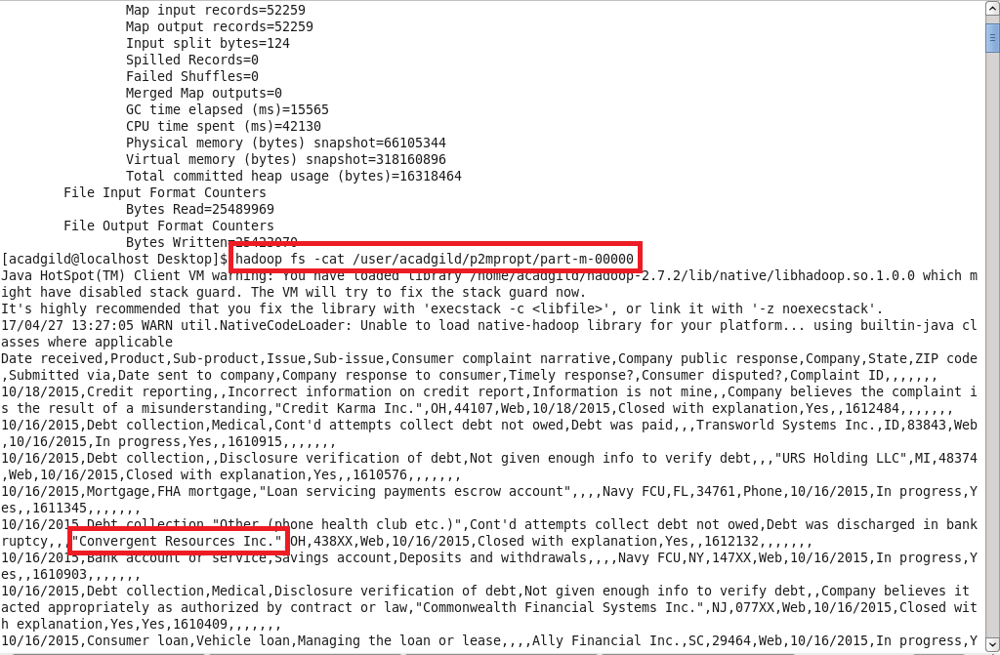 Map input records=52259
Map output records=52259
Input split bytes=124
Spilled Records=0
Failed Shuffles=0
Merged Map outputs=0
GC time elapsed (ms)=15565
CPU time spent (ms)=42130
Physical memory (bytes) snapshot=66105344
Virtual memory (bytes) snapshot=318160896
Total committed heap usage (bytes)=16318464
File Input Format Counters
Bytes Read=25489969
File Output Format Counters
Bytes Written=25423070
[acadgild@localhost Desktop]$ hadoop fs -cat /user/acadgild/p2mpropt/part-m-00000
Java HotSpot(TM) Client VM warning: You have loaded library /home/acadgild/hadoop-2.7.2/lib/native/libhadoop.so.1.0.0 which m
ight have disabled stack guard. The VM will try to fix the stack guard now.
It's highly recommended that you fix the library with 'execstack -c <libfile>', or link it with '-z noexecstack'.
17/04/27 13:27:05 WARN util.NativeCodeLoader: Unable to load native-hadoop library for your platform... using builtin-java cl
asses where applicable
Date received,Product,Sub-product,Issue,Sub-issue,Consumer complaint narrative,Company public response,Company,State,ZIP code
,Submitted via,Date sent to company,Company response to consumer,Timely response?,Consumer disputed?,Complaint ID,,,,,,,
10/18/2015,Credit reporting,,Incorrect information on credit report,Information is not mine,,Company believes the complaint i
s the result of a misunderstanding,"Credit Karma Inc.",OH,44107,Web,10/18/2015,Closed with explanation,Yes,,1612484,,,,,,,
10/16/2015,Debt collection,Medical,Cont'd attempts collect debt not owed,Debt was paid,,,Transworld Systems Inc.,ID,83843,Web
,10/16/2015,In progress,Yes,,1610915,,,,,,,
10/16/2015,Debt collection,,Disclosure verification of debt,Not given enough info to verify debt,,,"URS Holding LLC",MI,48374
,Web,10/16/2015,Closed with explanation,Yes,,1610576,,,,,,,
10/16/2015,Mortgage,FHA mortgage,"Loan servicing payments escrow account",,,,Navy FCU,FL,34761,Phone,10/16/2015,In progress,Y
es,,1611345,,,,,,,
10/16/2015,Debt collection,"Other (phone health club etc.)",Cont'd attempts collect debt not owed,Debt was discharged in bank
ruptcy,,,"Convergent Resources Inc.",OH,438XX,Web,10/16/2015,Closed with explanation,Yes,,1612132,,,,,,,
10/16/2015,Bank account or service,Savings account,Deposits and withdrawals,,,,Navy FCU,NY,147XX,Web,10/16/2015,In progress,Y
es,,1610903,,,,,,,
10/16/2015,Debt collection,Medical,Disclosure verification of debt,Not given enough info to verify debt,,Company believes it
acted appropriately as authorized by contract or law,"Commonwealth Financial Systems Inc.",NJ,077XX,Web,10/16/2015,Closed wit
h explanation,Yes,Yes,1610409,,,,,,,
10/16/2015,Consumer loan,Vehicle loan,Managing the loan or lease,,,,Ally Financial Inc.,SC,29464,Web,10/16/2015,In progress,Y